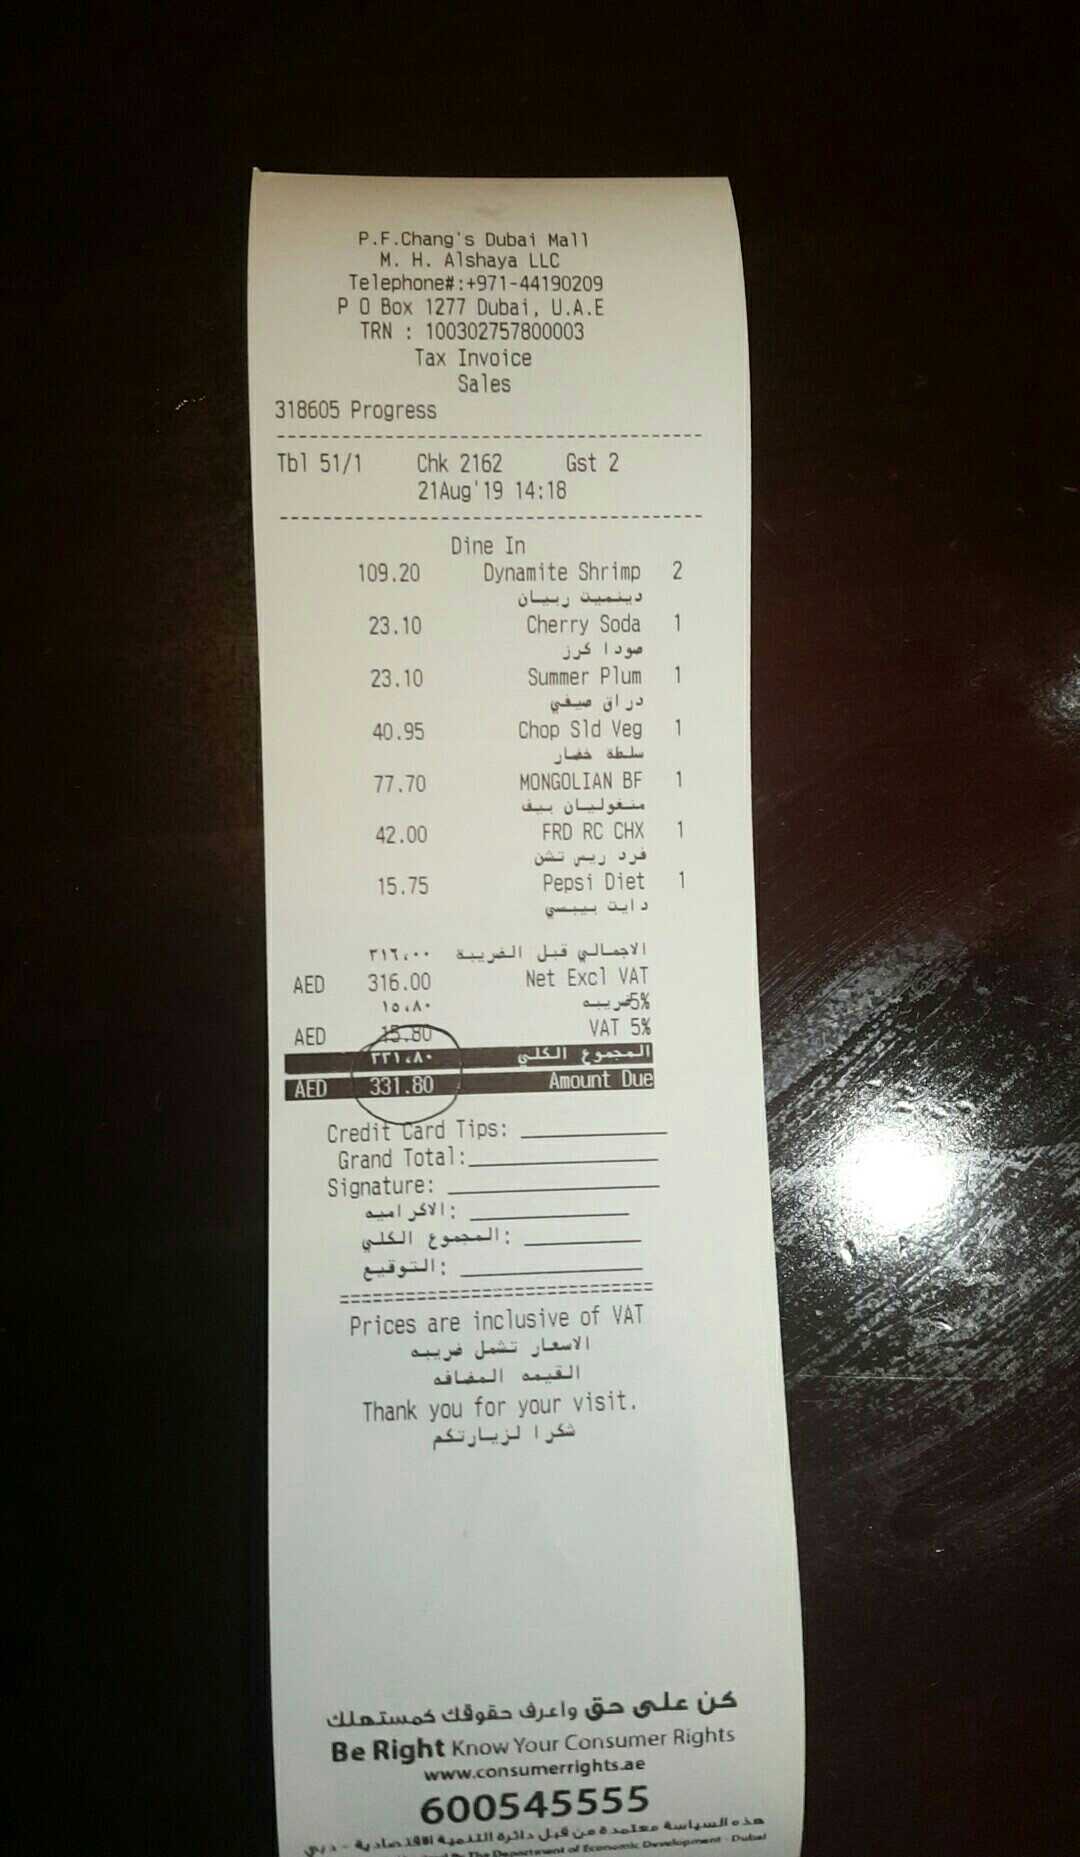 P.F.Chang's Dubai Mall
M. H. Alshaya LLC
Telephone#:+971-44190209
P O Box 1277 Dubai, U.A.E
TRN : 100302757800003
Tax Invoice
Sales
318605 Progress
Tbl 51/1 Chk 2162 Gst 2
21Aug'19 14:18
Dine In
109.20 Dynamite Shrimp 2
دينميت ربيان
23.10 Cherry Soda 1
صودا كرز
23.10 Summer Plum 1
دراق صيفي
40.95 Chop Sld Veg 1
سلطة خضار
77.70 MONGOLIAN BF 1
منغوليان بيف
42.00 FRD RC CHX 1
فرد ريس تشن
15.75 Pepsi Diet 1
دايت بيبسي
الاجمالي قبل الضريبة ٣١٦،٠٠
AED 316.00 Net Excl VAT
5%ضريبه ١٥،٨٠
AED 15.80 VAT 5%
المجموع الكلي ٣٣١،٨٠
AED 331.80 Amount Due
Credit Card Tips: ____________
Grand Total:____________
Signature: ____________
الاكراميه: ____________
المجموع الكلي: ____________
التوقيع: ____________
=============================
Prices are inclusive of VAT
الاسعار تشمل ضريبه
القيمه المضافه
Thank you for your visit.
شكرا لزيارتكم
كن على حق واعرف حقوقك كمستهلك
Be Right Know Your Consumer Rights
www.consumerrights.ae
600545555
هذه السياسة معتمدة من قبل دائرة التنمية الاقتصادية - دبي
By The Department of Economic Development - Dubai